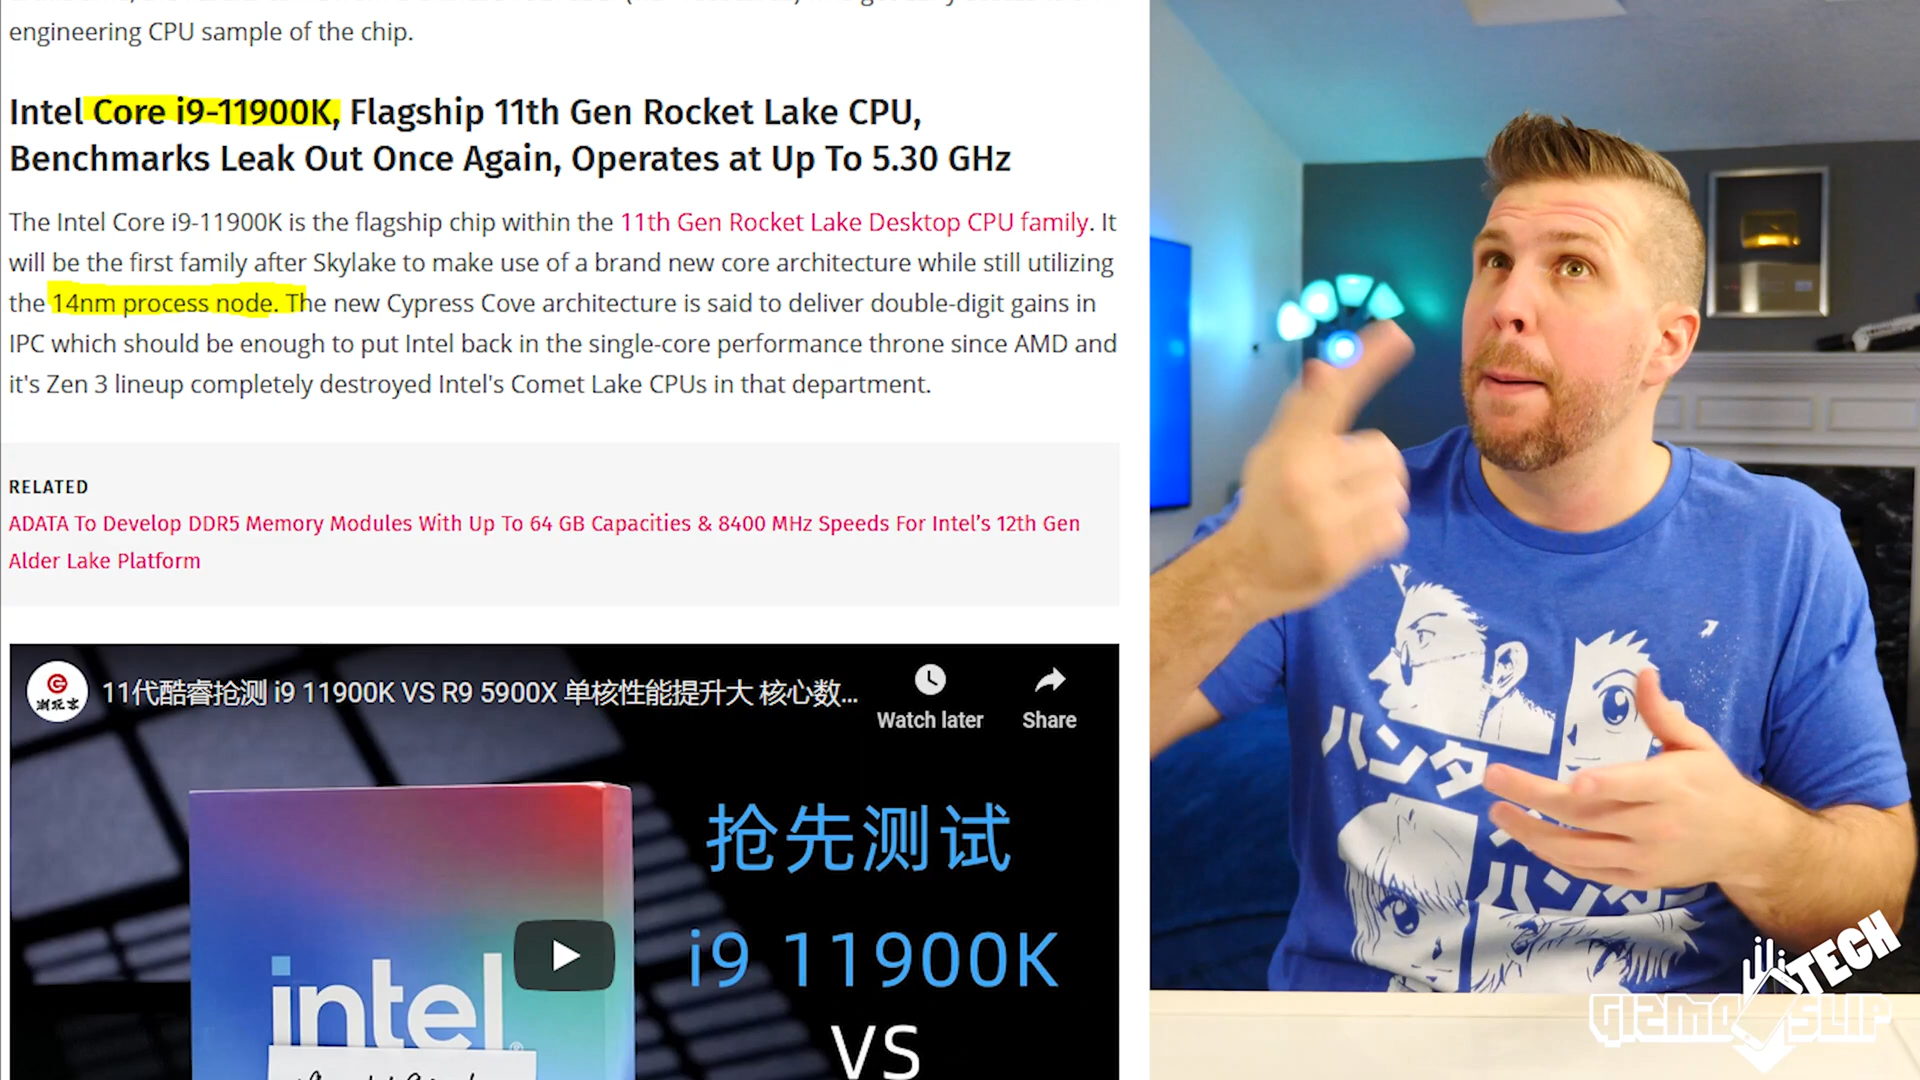 engineering CPU sample of the chip.
Intel Core i9-11900K, Flagship 11th Gen Rocket Lake CPU,
Benchmarks Leak Out Once Again, Operates at Up To 5.30 GHz
The Intel Core i9-11900K is the flagship chip within the 11th Gen Rocket Lake Desktop CPU family. It
will be the first family after Skylake to make use of a brand new core architecture while still utilizing
the 14nm process node. The new Cypress Cove architecture is said to deliver double-digit gains in
IPC which should be enough to put Intel back in the single-core performance throne since AMD and
it's Zen 3 lineup completely destroyed Intel's Comet Lake CPUs in that department.
RELATED
ADATA To Develop DDR5 Memory Modules With Up To 64 GB Capacities & 8400 MHz Speeds For Intel’s 12th Gen
Alder Lake Platform
11代酷睿抢测 i9 11900K VS R9 5900X 单核性能提升大 核心数...
Watch later
Share
抢先测试
i9 11900K
VS
intel
ハンタ
ハンタ
TECH
GIZMO SLIP